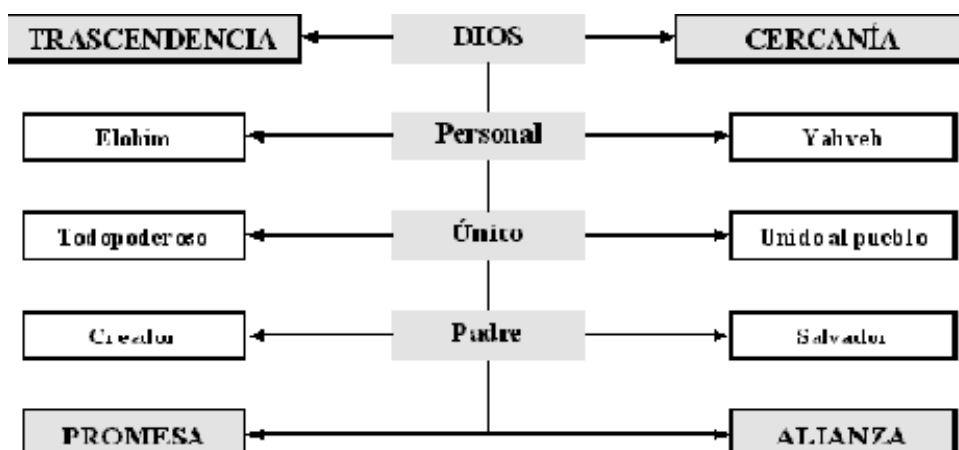 TRASCENDENCIA
DIOS
CERCANÍA
Elohim
Personal
Yahveh
Todopoderoso
Único
Unido al pueblo
Creador
Padre
Salvador
PROMESA
ALIANZA